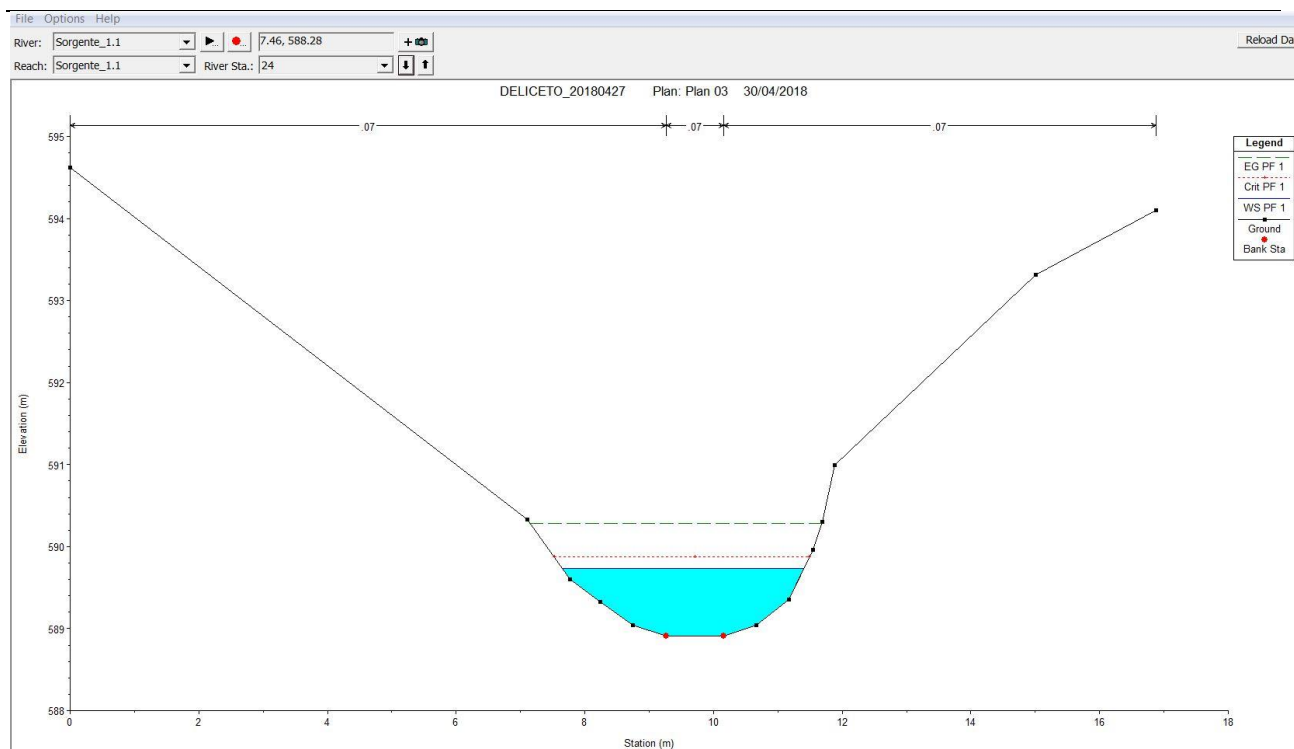 File Options Help
River: Sorgente_1.1 7.46, 588.28 Reload Da
Reach: Sorgente_1.1 River Sta.: 24
DELICETO_20180427 Plan: Plan 03 30/04/2018
.07 .07 .07
Legend
EG PF 1
Crit PF 1
WS PF 1
Ground
Bank Sta
595
594
593
592
591
590
589
588
Elevation (m)
0 2 4 6 8 10 12 14 16 18
Station (m)